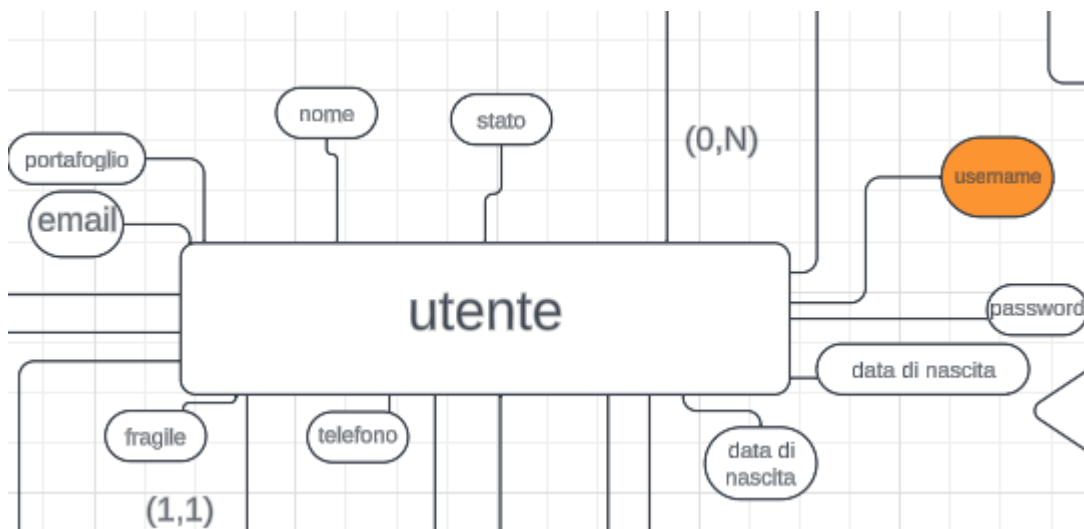 nome
stato
(0,N)
portafoglio
username
email
utente
password
data di nascita
fragile
telefono
data di
nascita
(1,1)